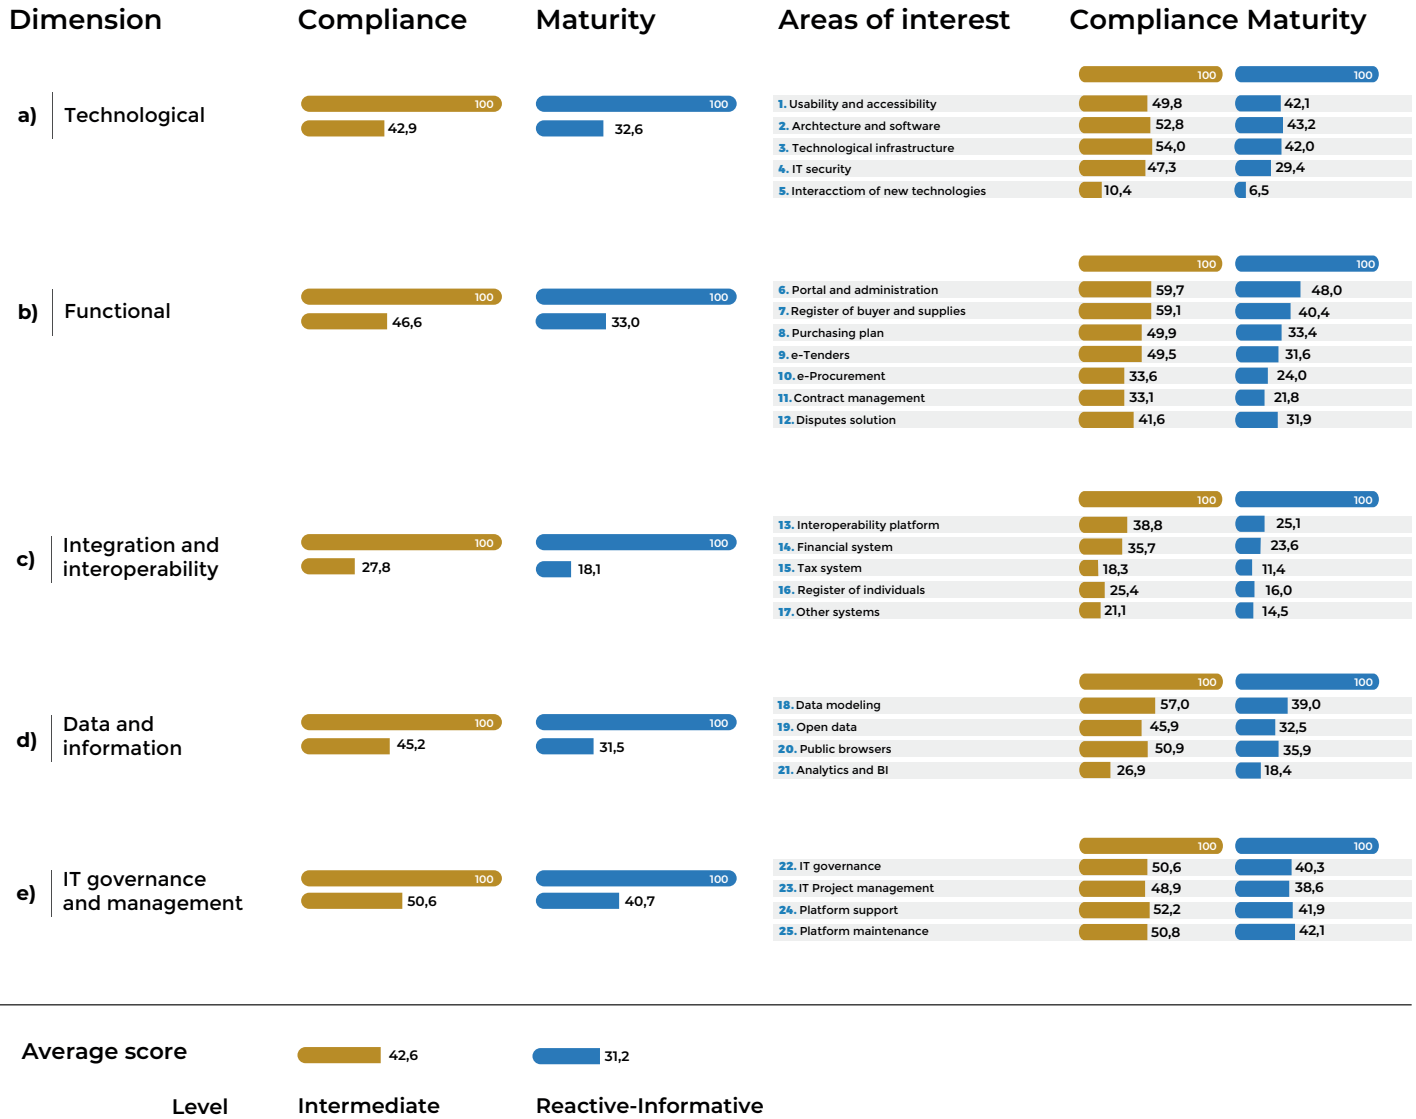 Dimension Compliance Maturity Areas of interest Compliance Maturity
100 100
a) Technological
100 100
42,9 32,6
1. Usability and accessibility 49,8 42,1
2. Archtecture and software 52,8 43,2
3. Technological infrastructure 54,0 42,0
4. IT security 47,3 29,4
5. Interacctiom of new technologies 10,4 6,5
100 100
b) Functional
100 100
46,6 33,0
6. Portal and administration 59,7 48,0
7. Register of buyer and supplies 59,1 40,4
8. Purchasing plan 49,9 33,4
9. e-Tenders 49,5 31,6
10. e-Procurement 33,6 24,0
11. Contract management 33,1 21,8
12. Disputes solution 41,6 31,9
100 100
c) Integration and
interoperability
100 100
27,8 18,1
13. Interoperability platform 38,8 25,1
14. Financial system 35,7 23,6
15. Tax system 18,3 11,4
16. Register of individuals 25,4 16,0
17. Other systems 21,1 14,5
100 100
d) Data and
information
100 100
45,2 31,5
18. Data modeling 57,0 39,0
19. Open data 45,9 32,5
20. Public browsers 50,9 35,9
21. Analytics and BI 26,9 18,4
100 100
e) IT governance
and management
100 100
50,6 40,7
22. IT governance 50,6 40,3
23. IT Project management 48,9 38,6
24. Platform support 52,2 41,9
25. Platform maintenance 50,8 42,1
Average score 42,6 31,2
Level Intermediate Reactive-Informative